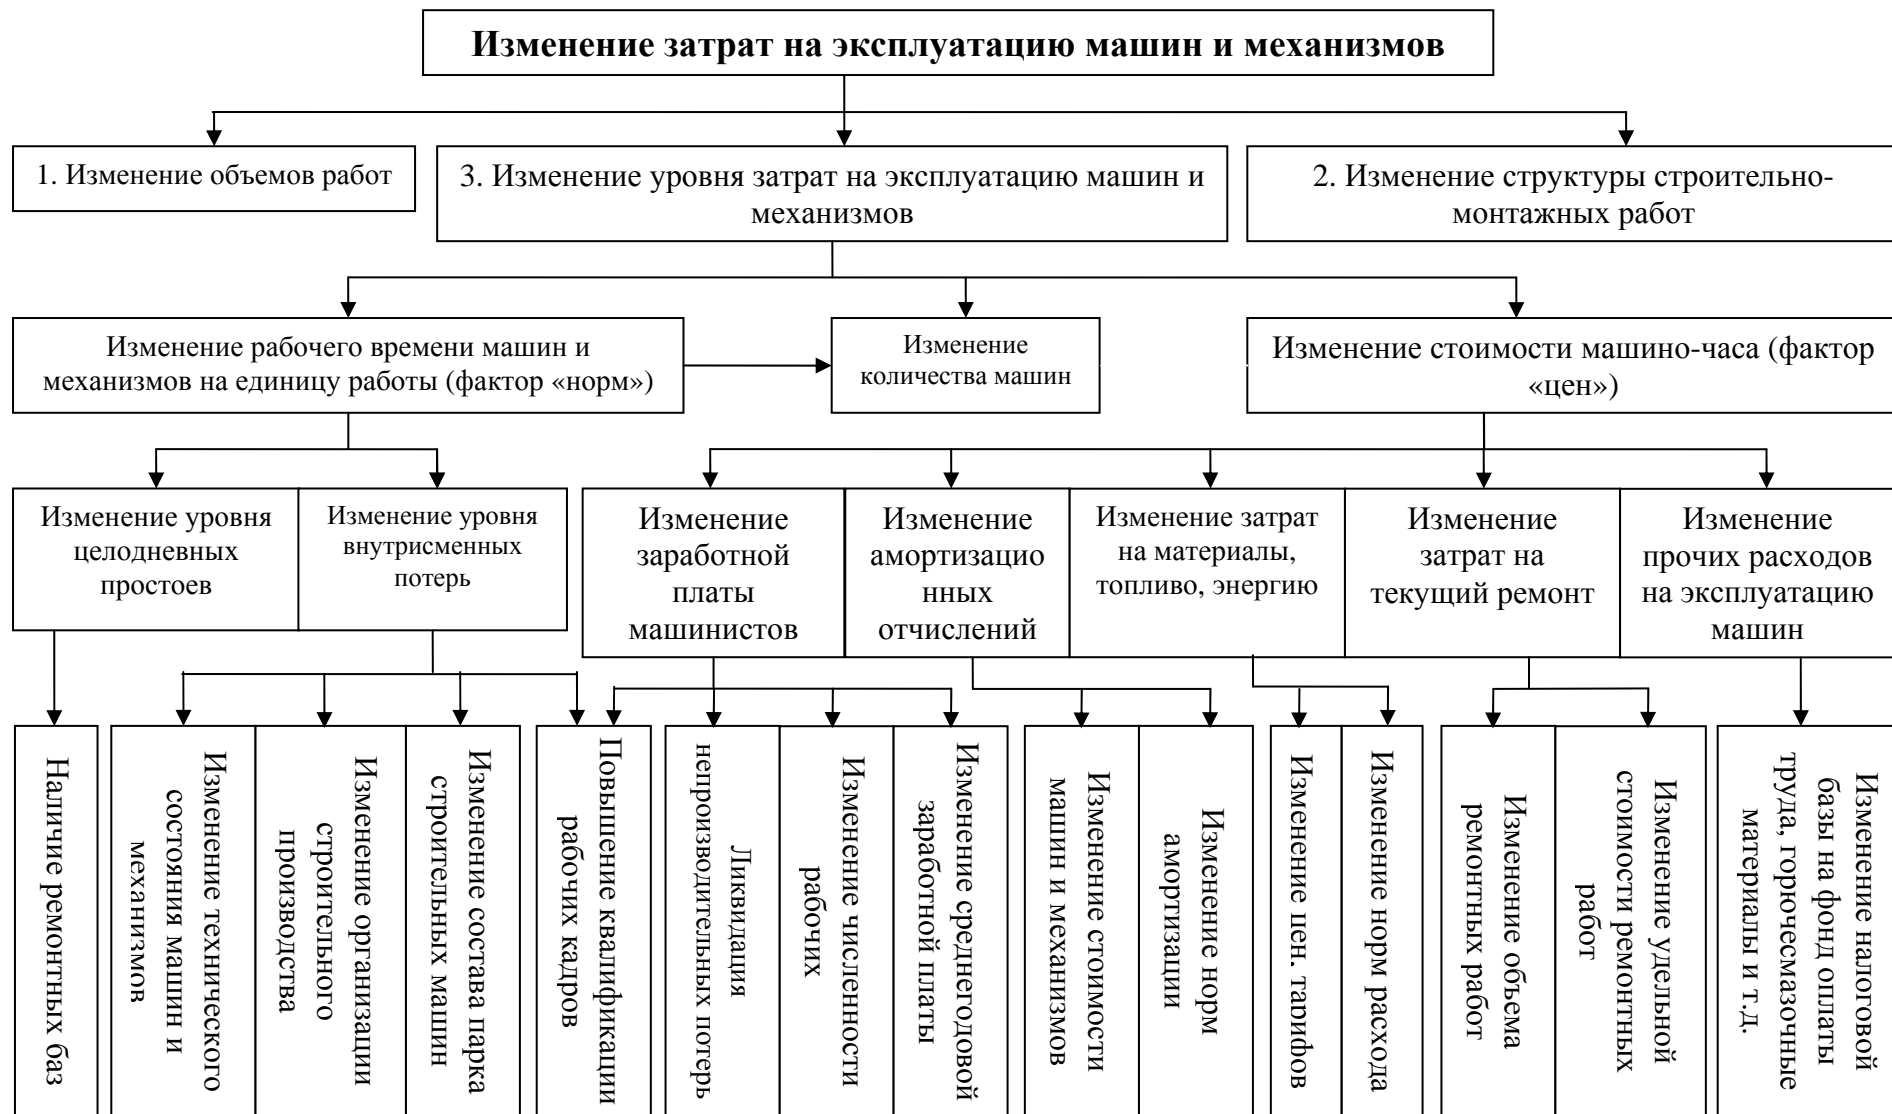 Изменение затрат на эксплуатацию машин и механизмов
1. Изменение объемов работ
3. Изменение уровня затрат на эксплуатацию машин и
механизмов
2. Изменение структуры строительно-
монтажных работ
Изменение рабочего времени машин и
механизмов на единицу работы (фактор «норм»)
Изменение
количества машин
Изменение стоимости машино-часа (фактор
«цен»)
Изменение уровня
целодневных
простоев
Изменение уровня
внутрисменных
потерь
Изменение
заработной
платы
машинистов
Изменение
амортизацио
нных
отчислений
Изменение затрат
на материалы,
топливо, энергию
Изменение
затрат на
текущий ремонт
Изменение
прочих расходов
на эксплуатацию
машин
Наличие ремонтных баз
Изменение технического
состояния машин и
механизмов
Изменение организации
строительного
производства
Изменение состава парка
строительных машин
Повышение квалификации
рабочих кадров
Ликвидация
непроизводительных потерь
Изменение численности
рабочих
Изменение среднегодовой
заработной платы
Изменение стоимости
машин и механизмов
Изменение норм
амортизации
Изменение цен. тарифов
Изменение норм расхода
Изменение объема
ремонтных работ
Изменение удельной
стоимости ремонтных
работ
Изменение налоговой
базы на фонд оплаты
труда, горючесмазочные
материалы и т.д.